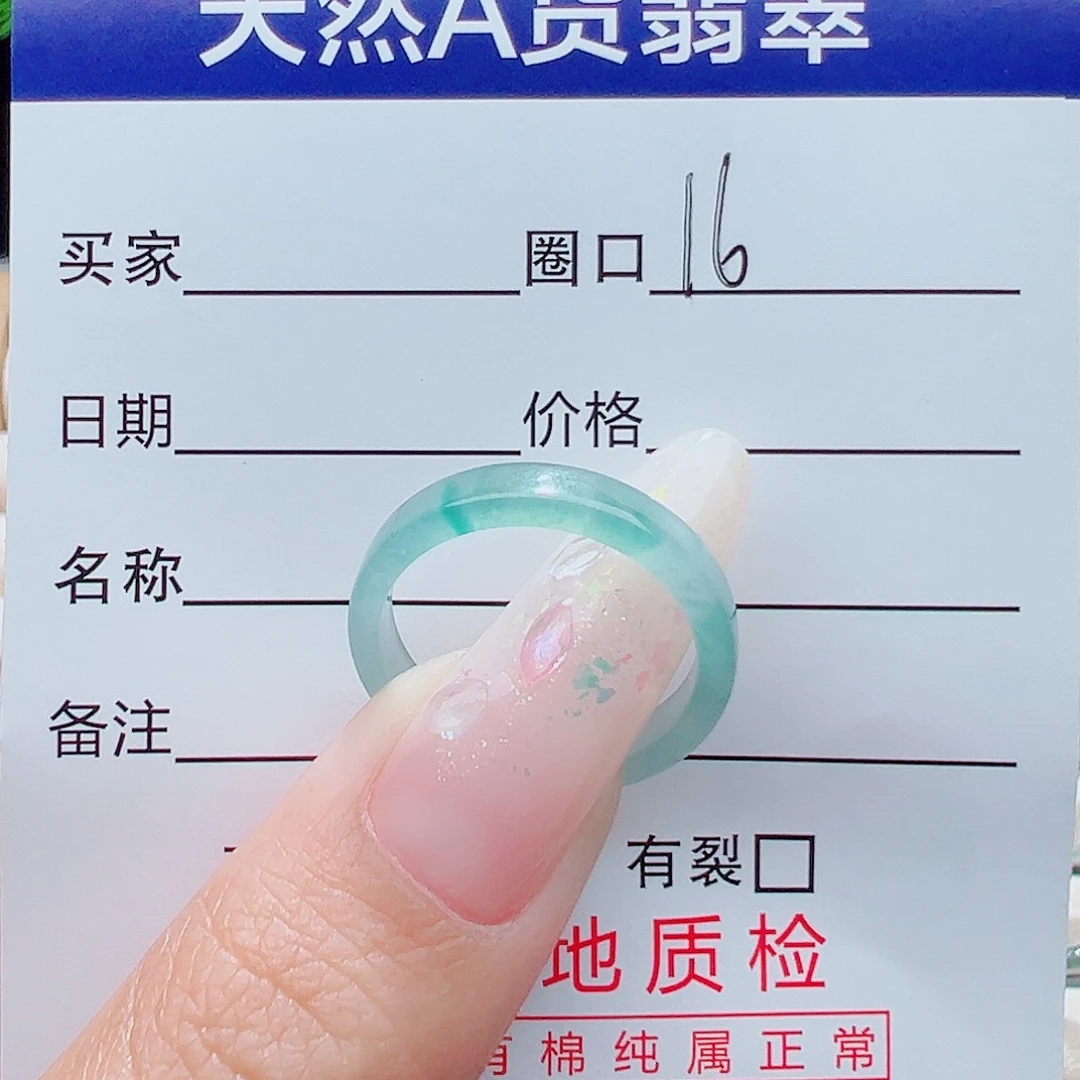 天然A货翡翠
买家 圈口 16
日期 价格
名称
备注
有裂
地质检
有棉纯属正常